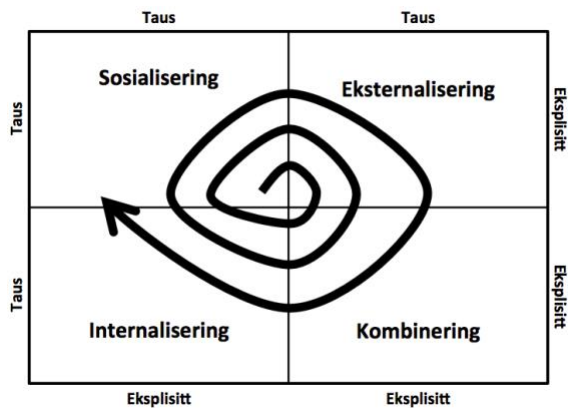 Taus
Taus
Sosialisering
Eksternalisering
Taus
Eksplisitt
Taus
Eksplisitt
Internalisering
Kombinering
Eksplisitt
Eksplisitt